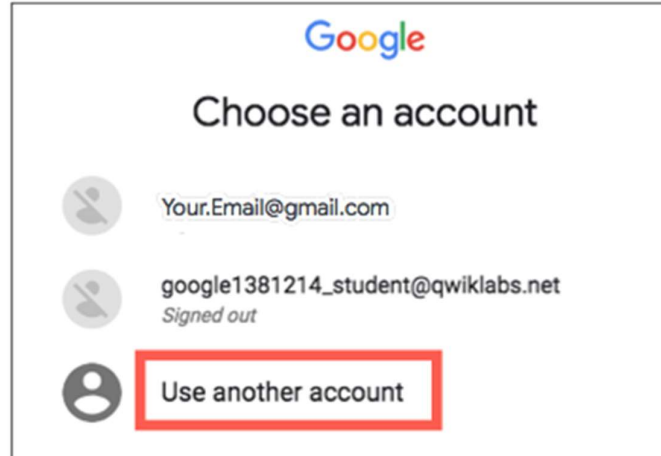 Google
Choose an account
Your.Email@gmail.com
google1381214_student@qwiklabs.net
Signed out
Use another account